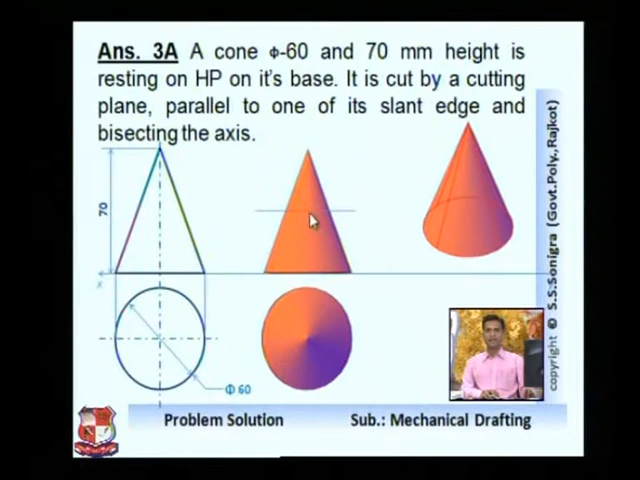 Ans. 3A A cone ɸ-60 and 70 mm height is
resting on HP on it's base. It is cut by a cutting
plane, parallel to one of its slant edge and
bisecting the axis.
70
x
Φ 60
copyright © S.S.Sonigra (Govt.Poly, Rajkot)
Problem Solution Sub.: Mechanical Drafting